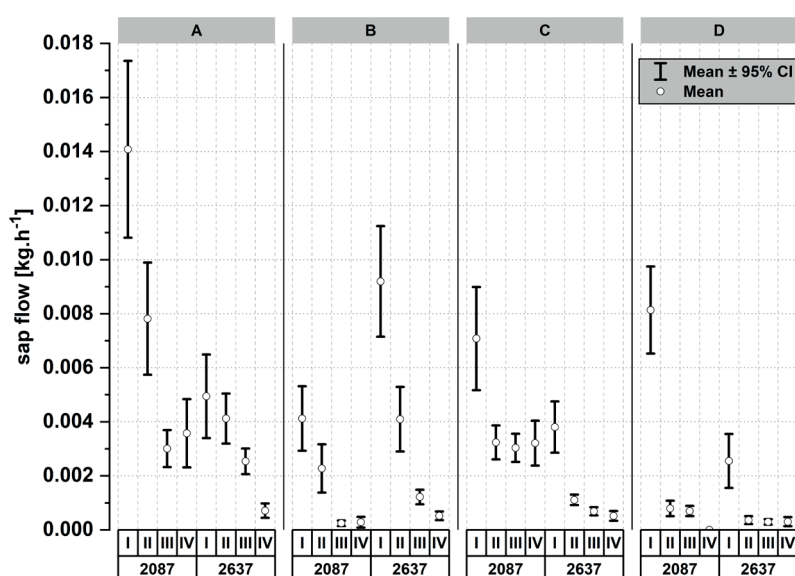 A B C D
0.018
0.016
0.014
0.012
0.010
0.008
0.006
0.004
0.002
0.000
sap flow [kg.h⁻¹]
Mean ± 95% CI
Mean
I II III IV I II III IV I II III IV I II III IV I II III IV I II III IV I II III IV I II III IV
2087 2637 2087 2637 2087 2637 2087 2637